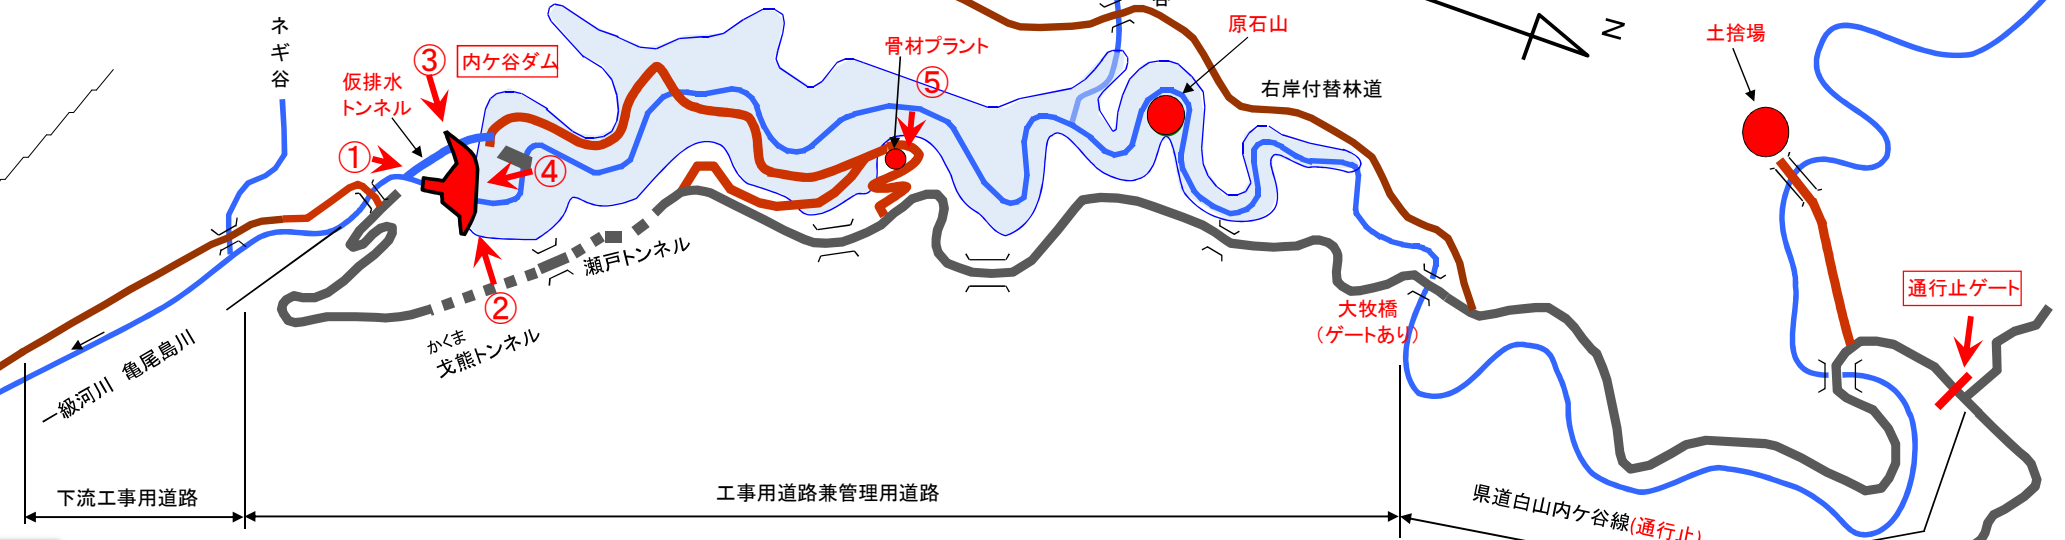 ネギ谷
③
内ケ谷ダム
仮排水
トンネル
①
④
②
骨材プラント
⑤
原石山
右岸付替林道
N
土捨場
通行止ゲート
瀬戸トンネル
かくま
戈熊トンネル
大牧橋
(ゲートあり)
一級河川 亀尾島川
下流工事用道路
工事用道路兼管理用道路
県道白山内ケ谷線(通行止)